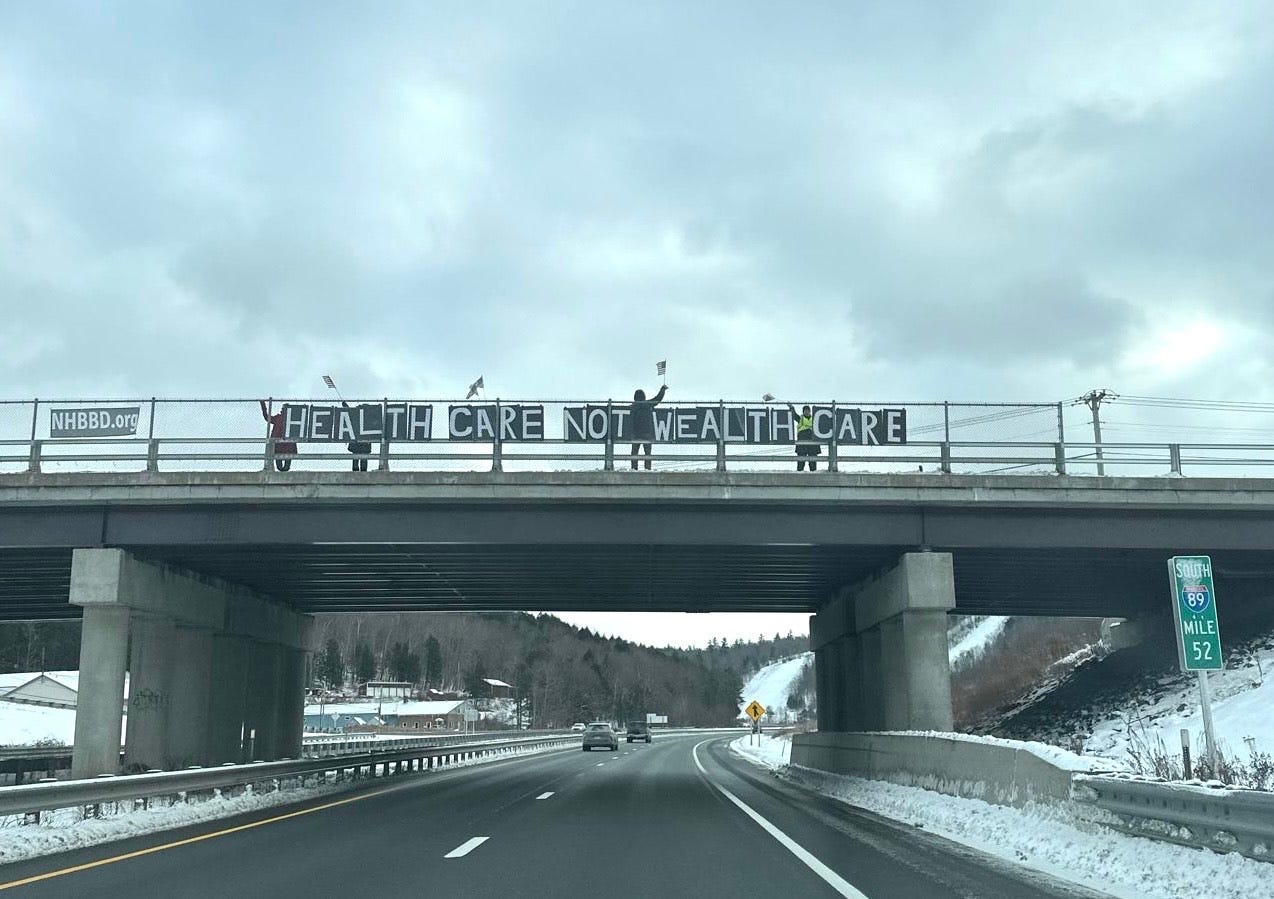 NHBBD.org
HEALTH CARE NOT WEALTH CARE
SOUTH
89
MILE
52